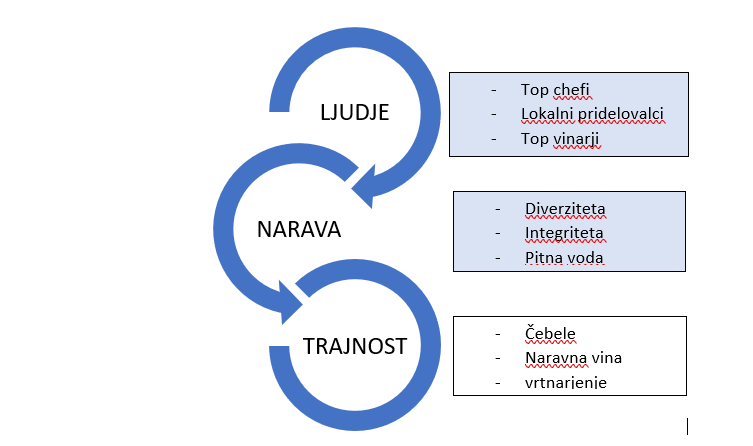 LJUDJE
- Top chefi
- Lokalni pridelovalci
- Top vinarji
NARAVA
- Diverziteta
- Integriteta
- Pitna voda
TRAJNOST
- Čebele
- Naravna vina
- vrtnarjenje